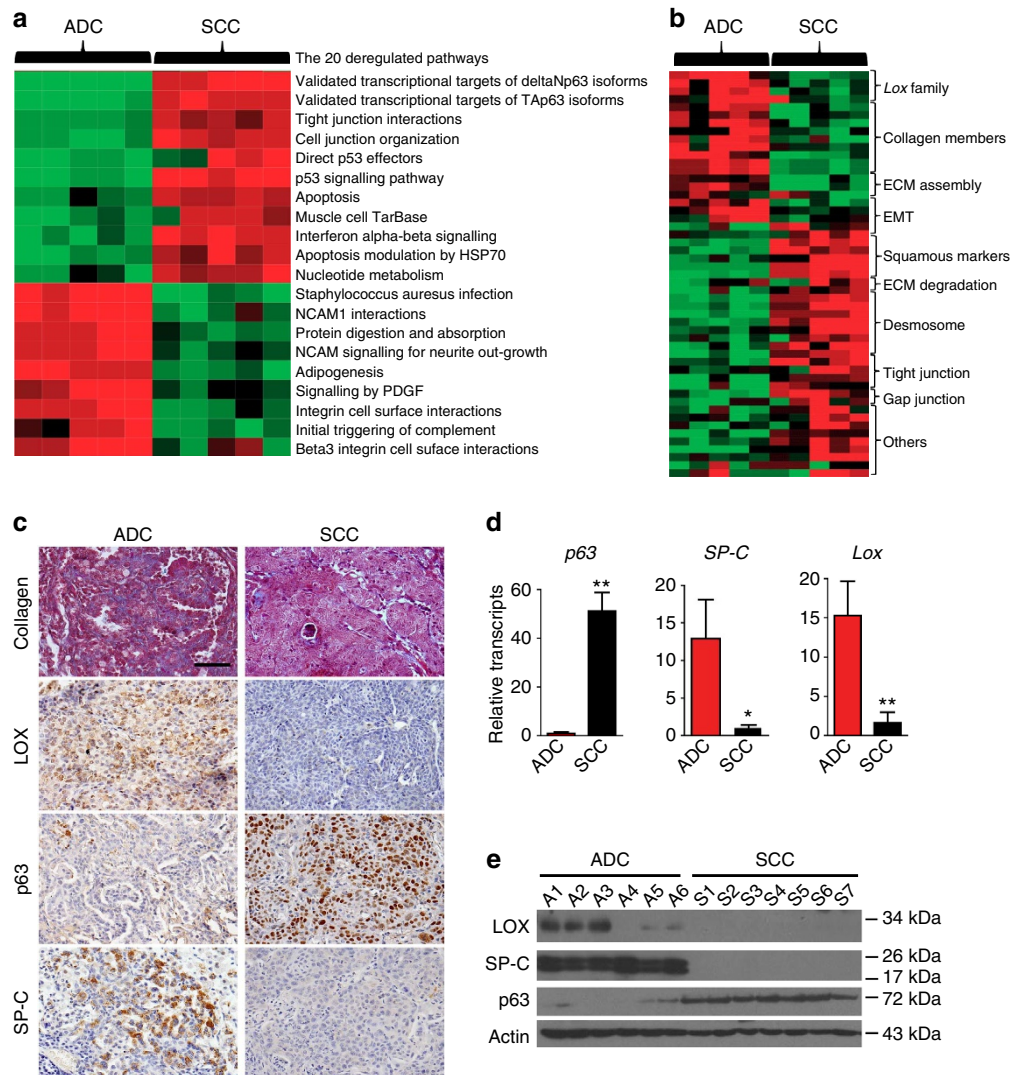 a
ADC SCC
The 20 deregulated pathways
Validated transcriptional targets of deltaNp63 isoforms
Validated transcriptional targets of TAp63 isoforms
Tight junction interactions
Cell junction organization
Direct p53 effectors
p53 signalling pathway
Apoptosis
Muscle cell TarBase
Interferon alpha-beta signalling
Apoptosis modulation by HSP70
Nucleotide metabolism
Staphylococcus auresus infection
NCAM1 interactions
Protein digestion and absorption
NCAM signalling for neurite out-growth
Adipogenesis
Signalling by PDGF
Integrin cell surface interactions
Initial triggering of complement
Beta3 integrin cell suface interactions
b
ADC SCC
Lox family
Collagen members
ECM assembly
EMT
Squamous markers
ECM degradation
Desmosome
Tight junction
Gap junction
Others
c
ADC SCC
Collagen
LOX
p63
SP-C
d
p63 SP-C Lox
Relative transcripts
60
40
20
0
**
ADC SCC
20
15
10
5
0
*
ADC SCC
20
15
10
5
0
**
ADC SCC
e
ADC SCC
A1 A2 A3 A4 A5 A6 S1 S2 S3 S4 S5 S6 S7
LOX – 34 kDa
SP-C – 26 kDa
– 17 kDa
p63 – 72 kDa
Actin – 43 kDa